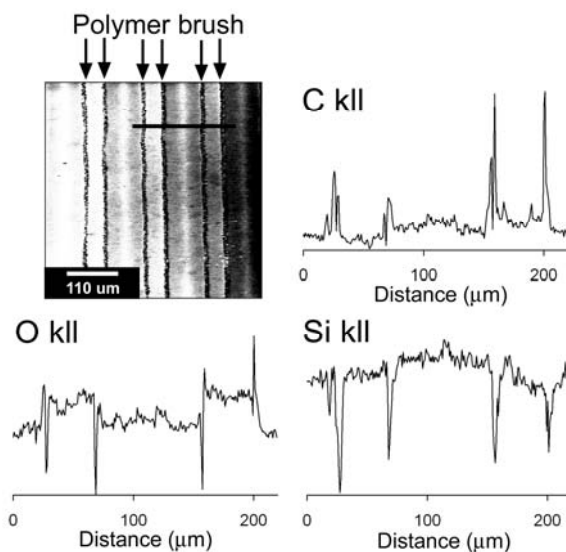 Polymer brush
110 um
C kll
0 100 200
Distance (μm)
O kll
0 100 200
Distance (μm)
Si kll
0 100 200
Distance (μm)